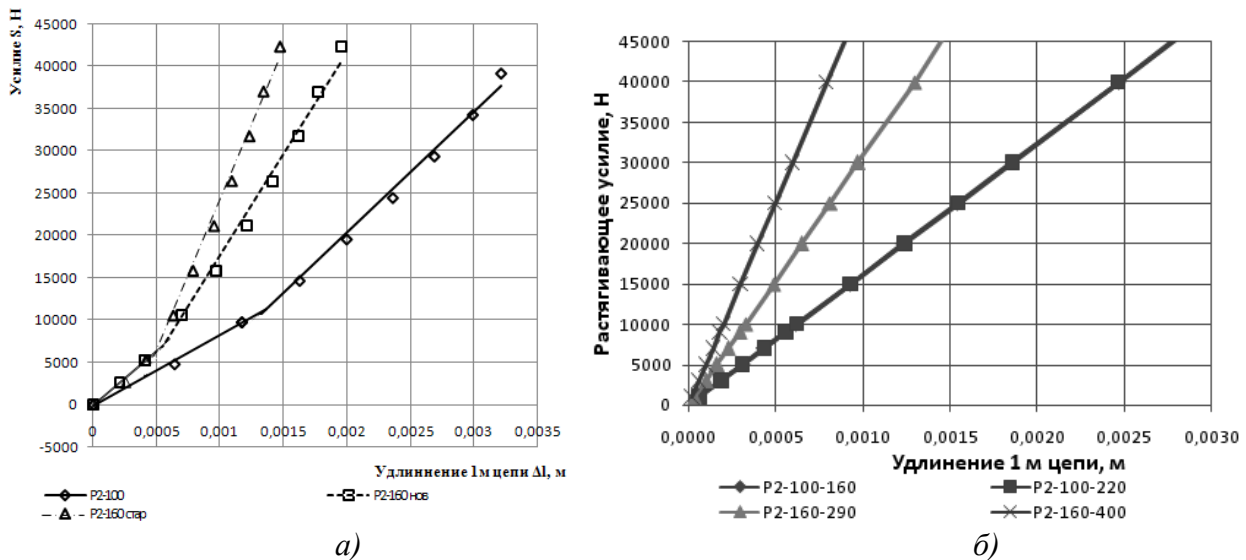 Усилие S, Н
45000
40000
35000
30000
25000
20000
15000
10000
5000
0
-5000
0 0,0005 0,001 0,0015 0,002 0,0025 0,003 0,0035
Удлиннение 1м цепи Δl, м
Р2-100 Р2-160 нов
Р2-160 стар
а)
Растягивающее усилие, Н
45000
40000
35000
30000
25000
20000
15000
10000
5000
0
0,0000 0,0005 0,0010 0,0015 0,0020 0,0025 0,0030
Удлинение 1 м цепи, м
Р2-100-160 Р2-100-220
Р2-160-290 Р2-160-400
б)